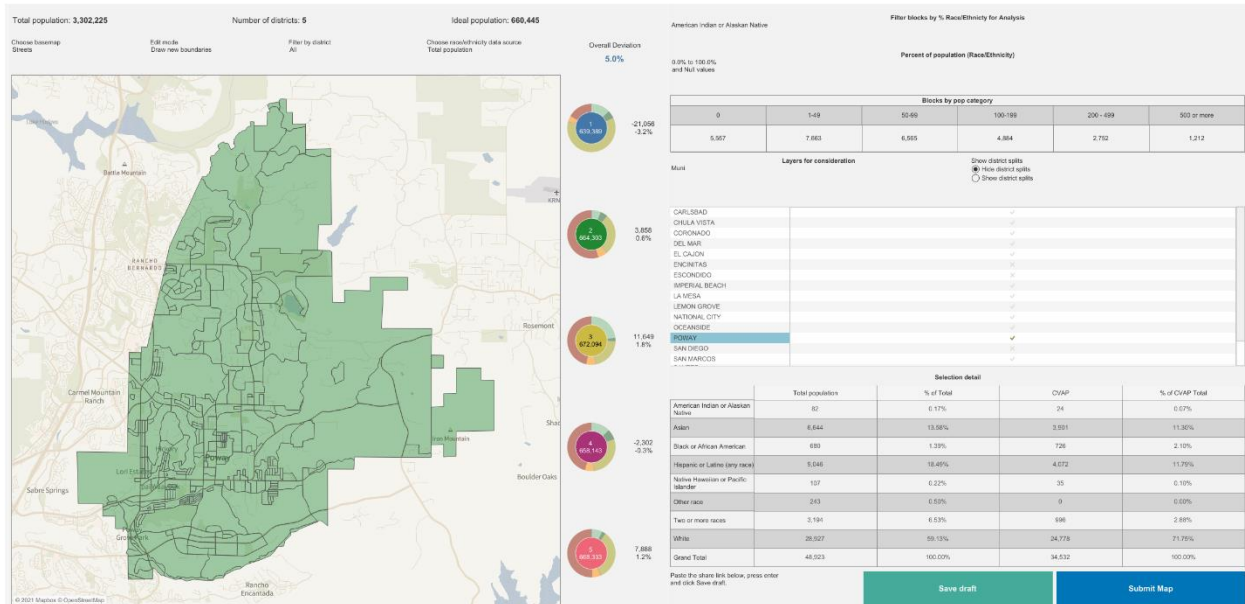 Total population: 3,302,225 Number of districts: 5 Ideal population: 660,445
Choose basemap
Streets
Edit mode
Draw new boundaries
Filter by district
All
Choose race/ethnicity data source
Total population
Overall Deviation
5.0%
Battle Mountain
RANCHO
BERNARDO
Carmel Mountain
Ranch
Sabre Springs
Poway
Iron Mountain
Rosemont
Boulder Oaks
Rancho
Encantada
© 2021 Mapbox © OpenStreetMap
1
639,389
-21,056
-3.2%
2
664,303
3,858
0.6%
3
672,094
11,649
1.8%
4
658,143
-2,302
-0.3%
5
668,333
7,888
1.2%
Filter blocks by % Race/Ethnicity for Analysis
American Indian or Alaskan Native
Percent of population (Race/Ethnicity)
0.0% to 100.0%
and Null values
Blocks by pop category
0 1-49 50-99 100-199 200 - 499 500 or more
5,557 7,663 6,565 4,884 2,752 1,212
Layers for consideration
Muni
Show district splits
Hide district splits
Show district splits
CARLSBAD
CHULA VISTA
CORONADO
DEL MAR
EL CAJON
ENCINITAS
ESCONDIDO
IMPERIAL BEACH
LA MESA
LEMON GROVE
NATIONAL CITY
OCEANSIDE
POWAY
SAN DIEGO
SAN MARCOS
Selection detail
Total population % of Total CVAP % of CVAP Total
American Indian or Alaskan Native 82 0.17% 24 0.07%
Asian 6,644 13.58% 11.30%
Black or African American 1.39% 726 2.10%
Hispanic or Latino (any race) 9,046 18.49% 4,072 11.79%
Native Hawaiian or Pacific Islander 107 0.22% 35 0.10%
Other race 243 0.50% 0 0.00%
Two or more races 3,194 6.53% 996 2.88%
White 28,927 59.13% 24,778 71.75%
Grand Total 48,923 100.00% 34,532 100.00%
Paste the share link below, press enter
and click Save draft.
Save draft
Submit Map